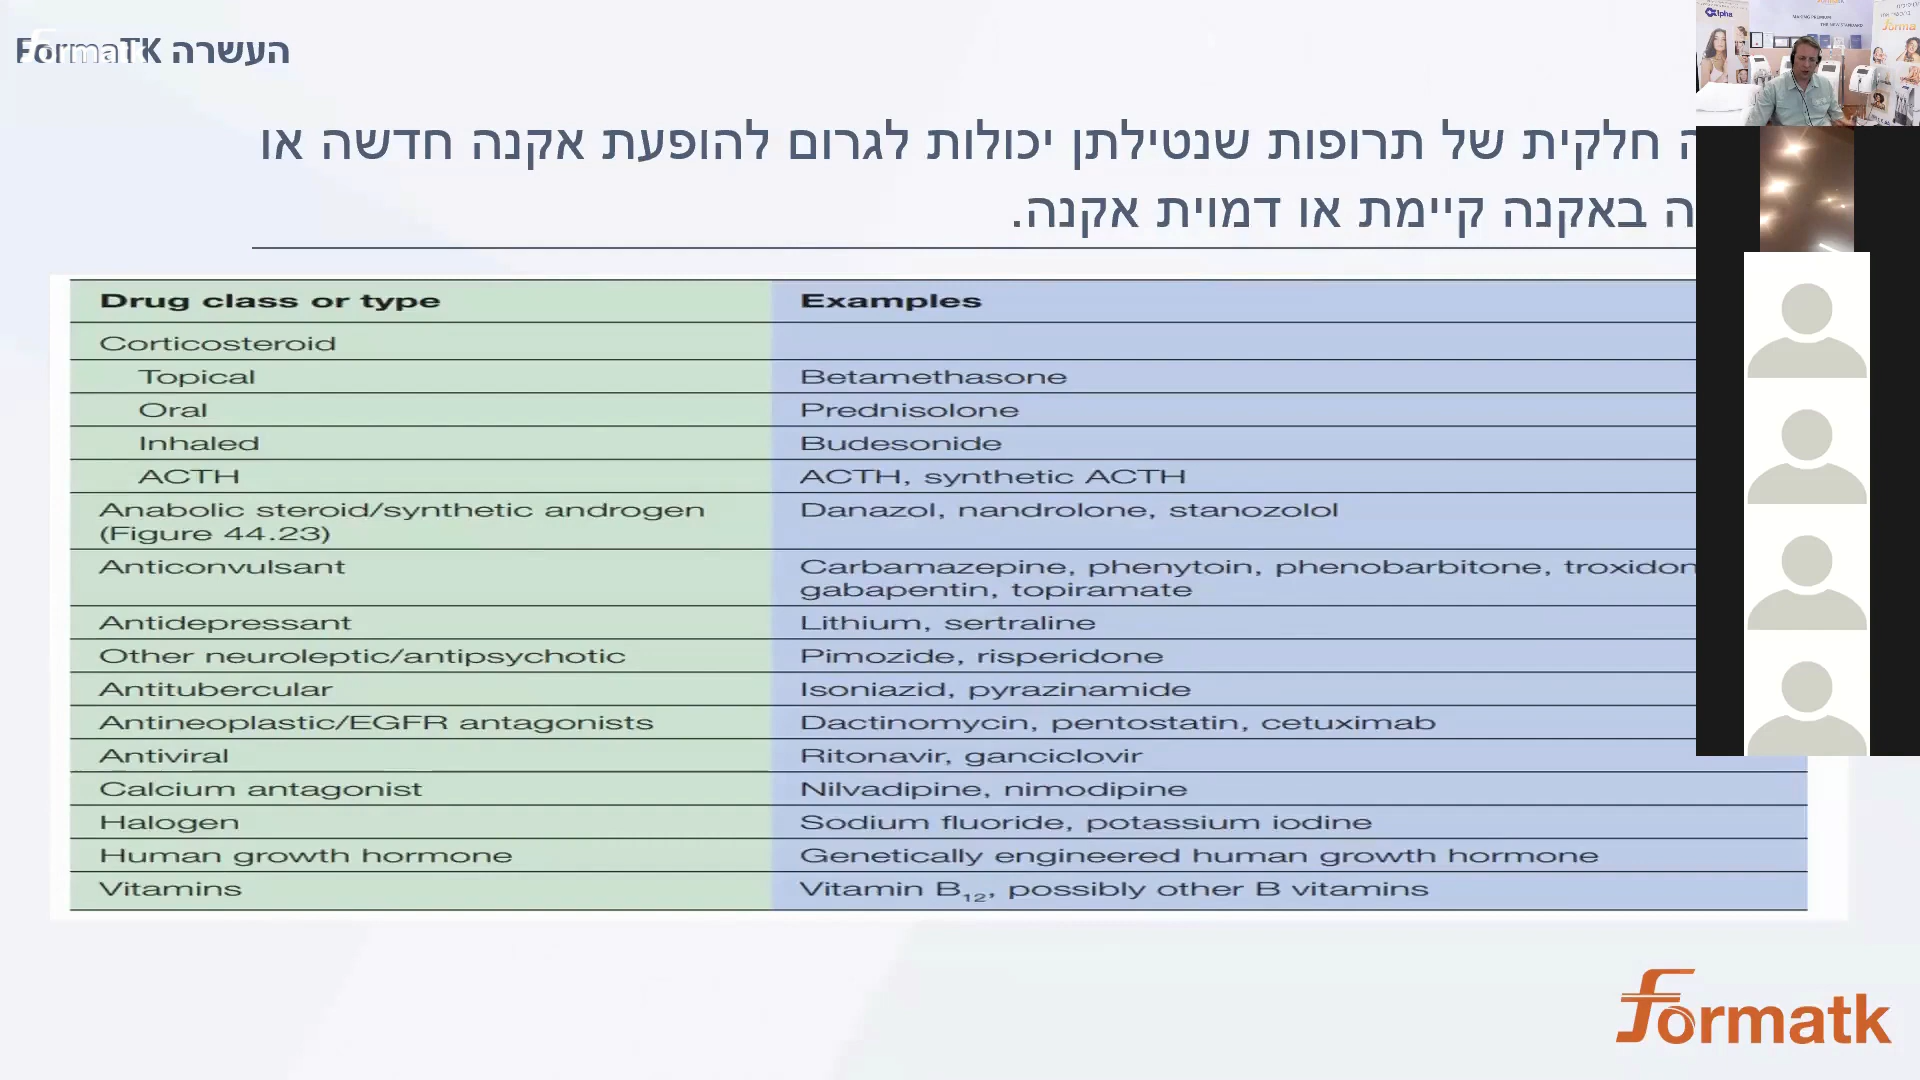 העשרה FormaTK
חלקית של תרופות שנטילתן יכולות לגרום להופעת אקנה חדשה או
באקנה קיימת או דמוית אקנה.
Drug class or type Examples
Corticosteroid
Topical Betamethasone
Oral Prednisolone
Inhaled Budesonide
ACTH ACTH, synthetic ACTH
Anabolic steroid/synthetic androgen Danazol, nandrolone, stanozolol
(Figure 44.23)
Anticonvulsant Carbamazepine, phenytoin, phenobarbitone, troxidon
gabapentin, topiramate
Antidepressant Lithium, sertraline
Other neuroleptic/antipsychotic Pimozide, risperidone
Antitubercular Isoniazid, pyrazinamide
Antineoplastic/EGFR antagonists Dactinomycin, pentostatin, cetuximab
Antiviral Ritonavir, ganciclovir
Calcium antagonist Nilvadipine, nimodipine
Halogen Sodium fluoride, potassium iodine
Human growth hormone Genetically engineered human growth hormone
Vitamins Vitamin B12, possibly other B vitamins
formatk